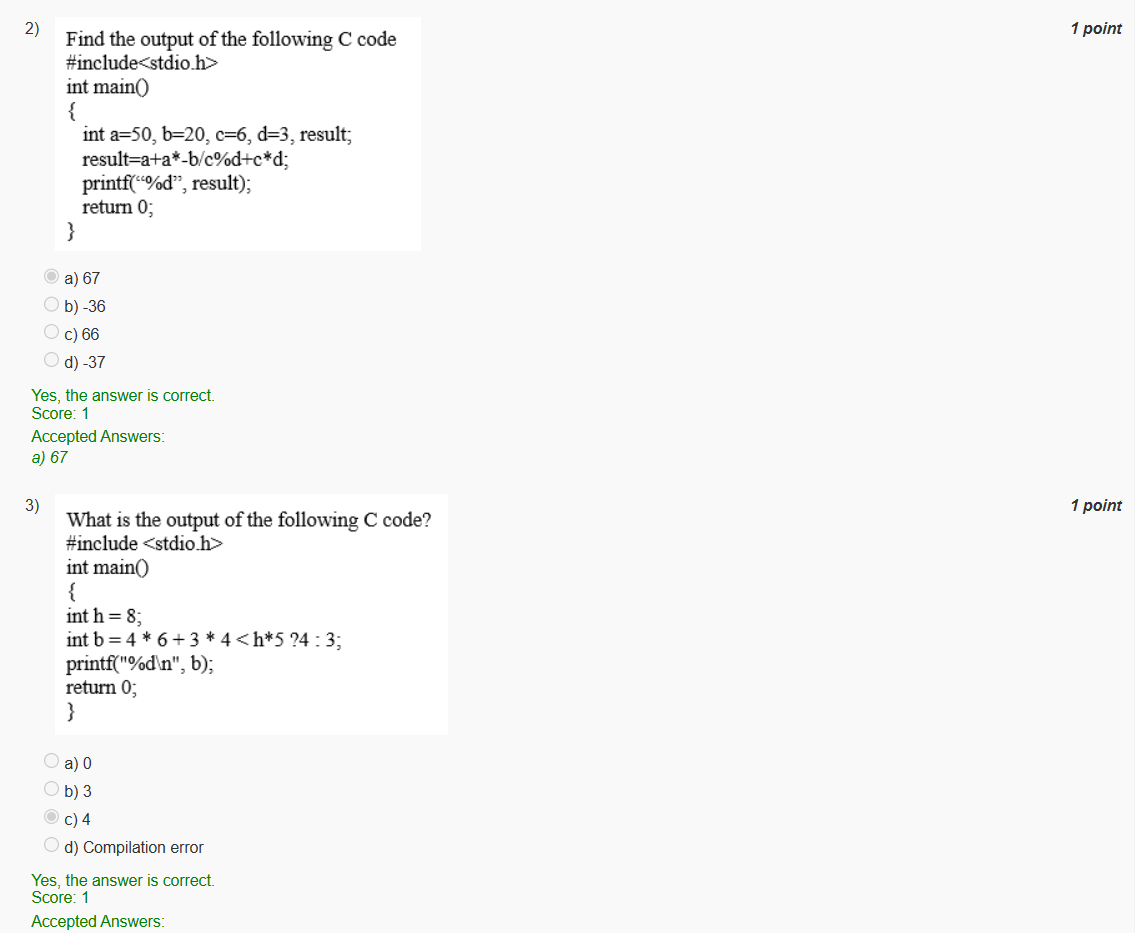 2)
1 point
Find the output of the following C code
#include<stdio.h>
int main()
{
int a=50, b=20, c=6, d=3, result;
result=a+a*-b/c%d+c*d;
printf(“%d”, result);
return 0;
}
a) 67
b) -36
c) 66
d) -37
Yes, the answer is correct.
Score: 1
Accepted Answers:
a) 67
3)
1 point
What is the output of the following C code?
#include <stdio.h>
int main()
{
int h = 8;
int b = 4 * 6 + 3 * 4 < h*5 ?4 : 3;
printf("%d\n", b);
return 0;
}
a) 0
b) 3
c) 4
d) Compilation error
Yes, the answer is correct.
Score: 1
Accepted Answers: